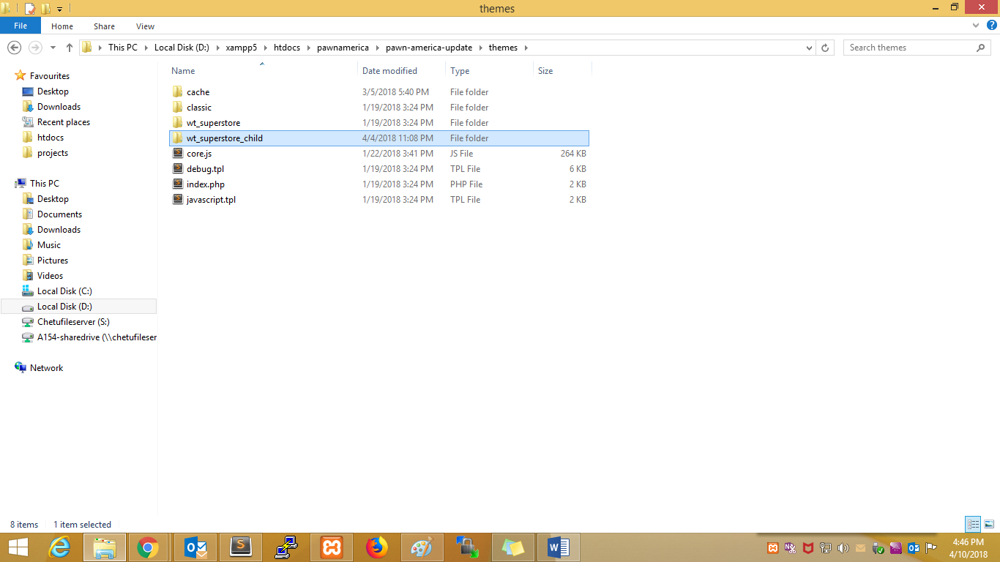 themes
File Home Share View
This PC Local Disk (D:) xampp5 htdocs pawnamerica pawn-america-update themes Search themes
Name Date modified Type Size
Favourites
Desktop
Downloads
Recent places
htdocs
projects
This PC
Desktop
Documents
Downloads
Music
Pictures
Videos
Local Disk (C:)
Local Disk (D:)
Chetufileserver (S:)
A154-sharedrive (\\chetufileser
Network
cache 3/5/2018 5:40 PM File folder
classic 1/19/2018 3:24 PM File folder
wt_superstore 1/19/2018 3:24 PM File folder
wt_superstore_child 4/4/2018 11:08 PM File folder
core.js 1/22/2018 3:41 PM JS File 264 KB
debug.tpl 1/19/2018 3:24 PM TPL File 6 KB
index.php 1/19/2018 3:24 PM PHP File 2 KB
javascript.tpl 1/19/2018 3:24 PM TPL File 2 KB
8 items 1 item selected
4:46 PM
4/10/2018